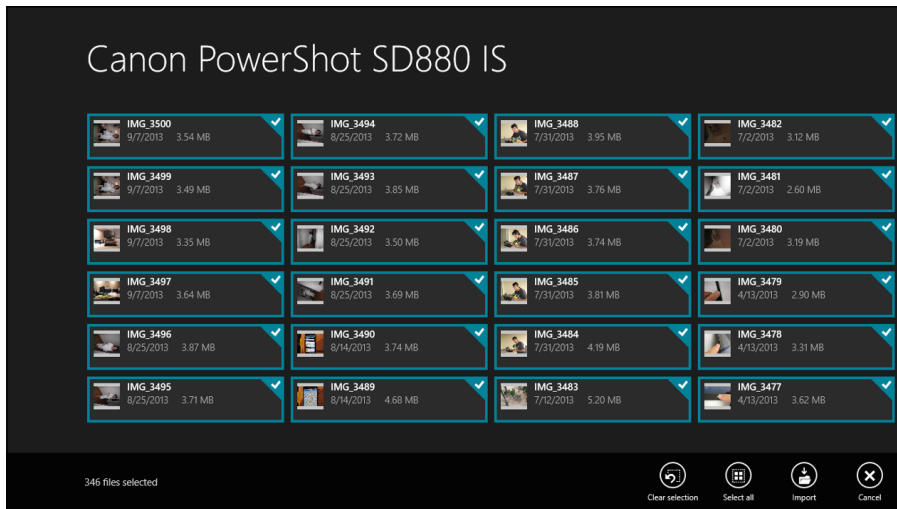 Canon PowerShot SD880 IS
IMG_3500
9/7/2013 3.54 MB
IMG_3499
9/7/2013 3.49 MB
IMG_3498
9/7/2013 3.35 MB
IMG_3497
9/7/2013 3.64 MB
IMG_3496
8/25/2013 3.87 MB
IMG_3495
8/25/2013 3.71 MB
IMG_3494
8/25/2013 3.72 MB
IMG_3493
8/25/2013 3.85 MB
IMG_3492
8/25/2013 3.50 MB
IMG_3491
8/25/2013 3.69 MB
IMG_3490
8/14/2013 3.74 MB
IMG_3489
8/14/2013 4.68 MB
IMG_3488
7/31/2013 3.95 MB
IMG_3487
7/31/2013 3.76 MB
IMG_3486
7/31/2013 3.74 MB
IMG_3485
7/31/2013 3.81 MB
IMG_3484
7/31/2013 4.19 MB
IMG_3483
7/12/2013 5.20 MB
IMG_3482
7/2/2013 3.12 MB
IMG_3481
7/2/2013 2.60 MB
IMG_3480
7/2/2013 3.19 MB
IMG_3479
4/13/2013 2.90 MB
IMG_3478
4/13/2013 3.31 MB
IMG_3477
4/13/2013 3.62 MB
346 files selected
Clear selection
Select all
Import
Cancel